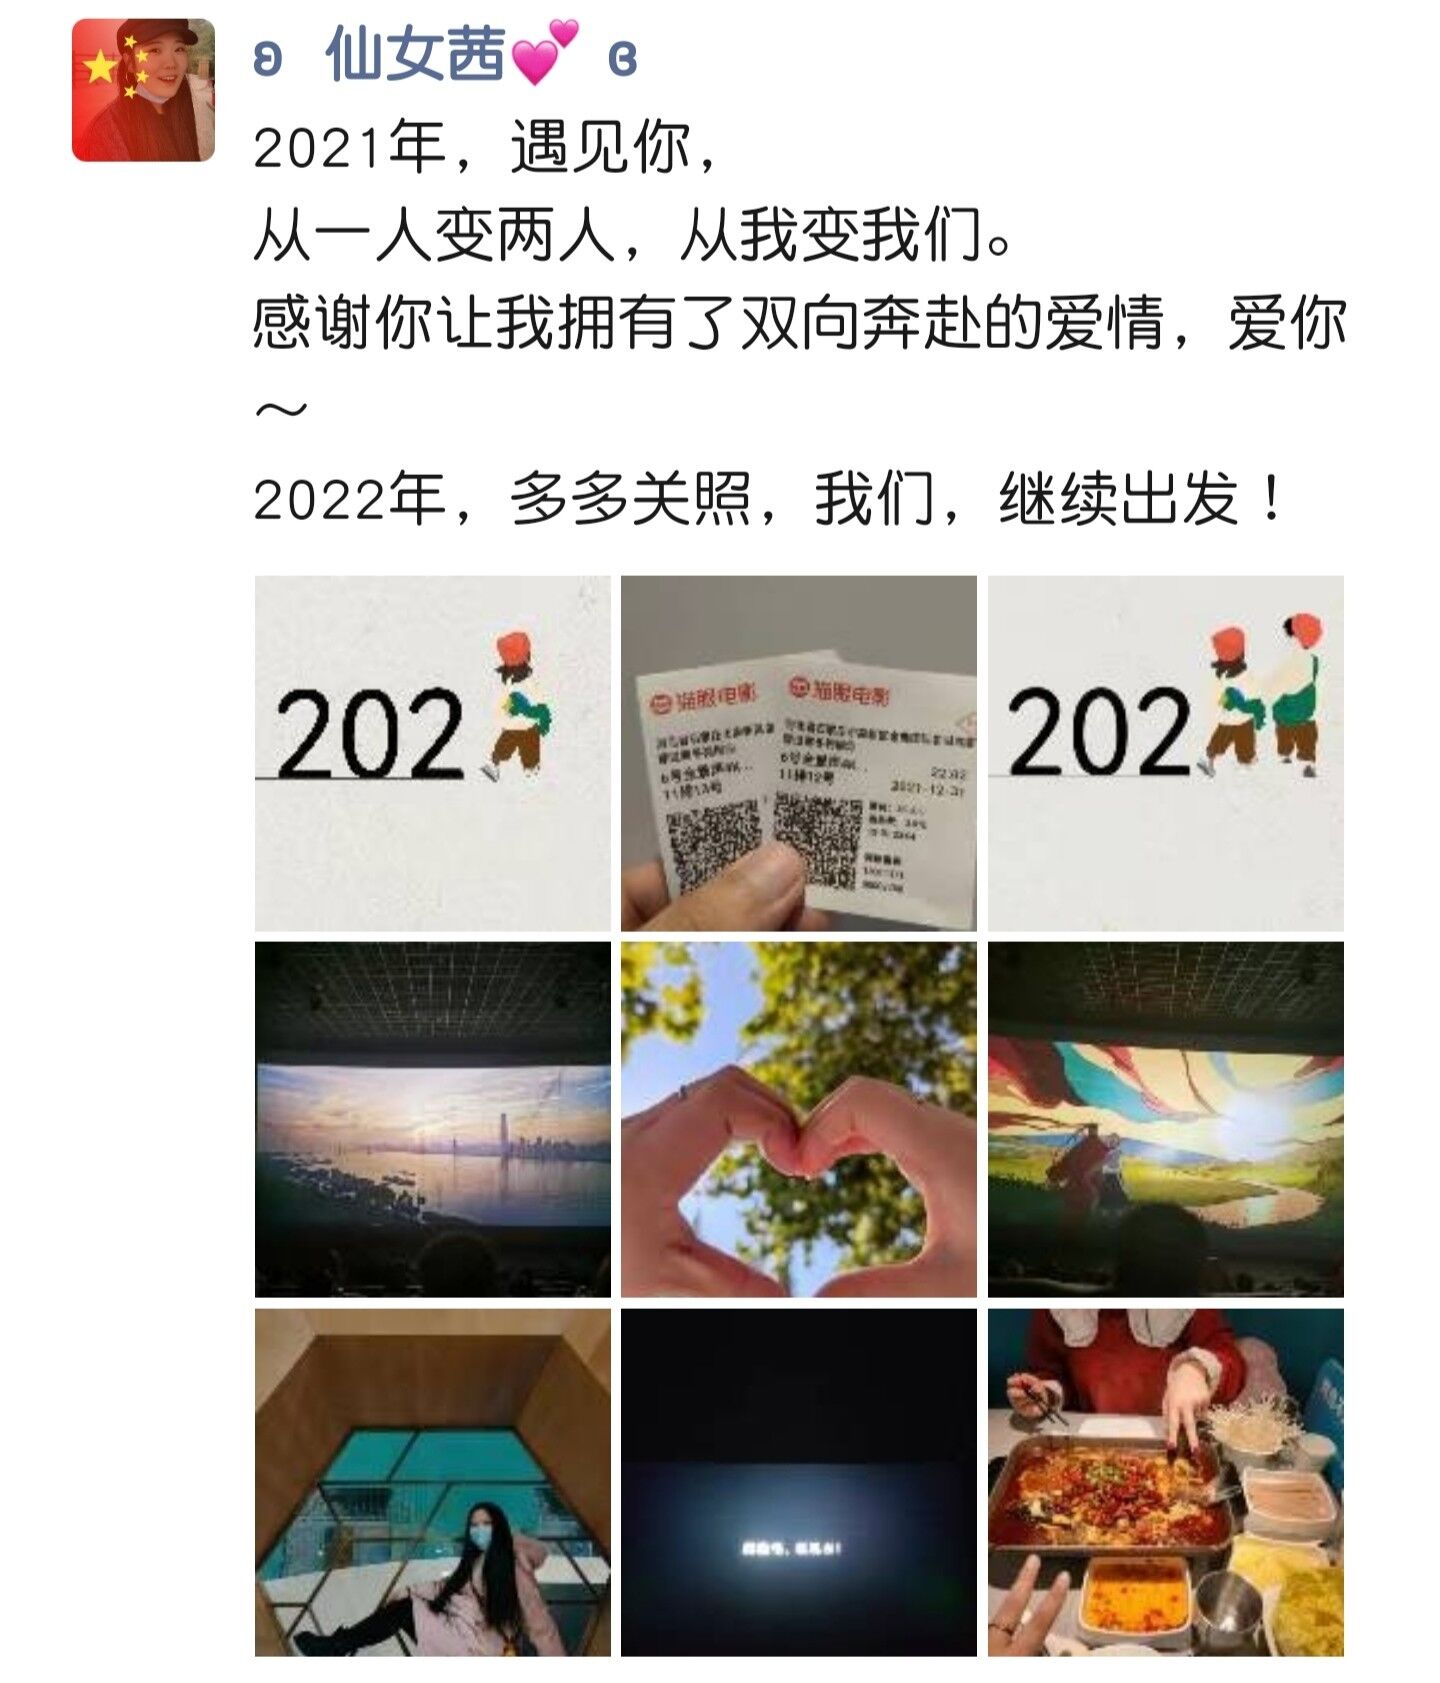 ʚ 仙女茜💕 ɞ
2021年，遇见你，
从一人变两人，从我变我们。
感谢你让我拥有了双向奔赴的爱情，爱你
～
2022年，多多关照，我们，继续出发！
202
猫眼电影
11排13号
猫眼电影
6号
11排12号
2021-12-31
202